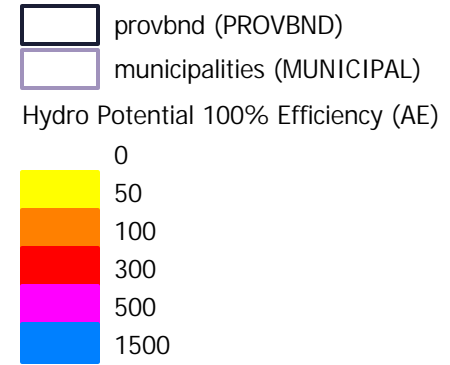 provbnd (PROVBND)
municipalities (MUNICIPAL)
Hydro Potential 100% Efficiency (AE)
0
50
100
300
500
1500